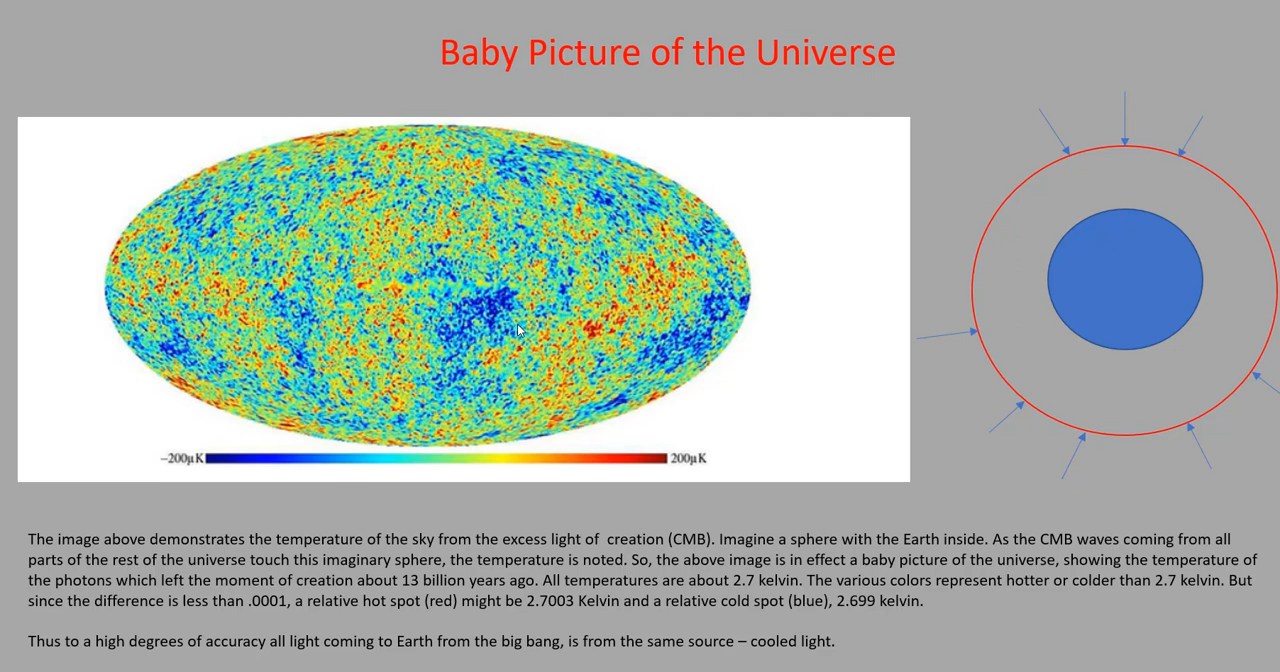 Baby Picture of the Universe
−200μK 200μK
The image above demonstrates the temperature of the sky from the excess light of  creation (CMB). Imagine a sphere with the Earth inside. As the CMB waves coming from all
parts of the rest of the universe touch this imaginary sphere, the temperature is noted. So, the above image is in effect a baby picture of the universe, showing the temperature of
the photons which left the moment of creation about 13 billion years ago. All temperatures are about 2.7 kelvin. The various colors represent hotter or colder than 2.7 kelvin. But
since the difference is less than .0001, a relative hot spot (red) might be 2.7003 Kelvin and a relative cold spot (blue), 2.699 kelvin.
Thus to a high degrees of accuracy all light coming to Earth from the big bang, is from the same source – cooled light.